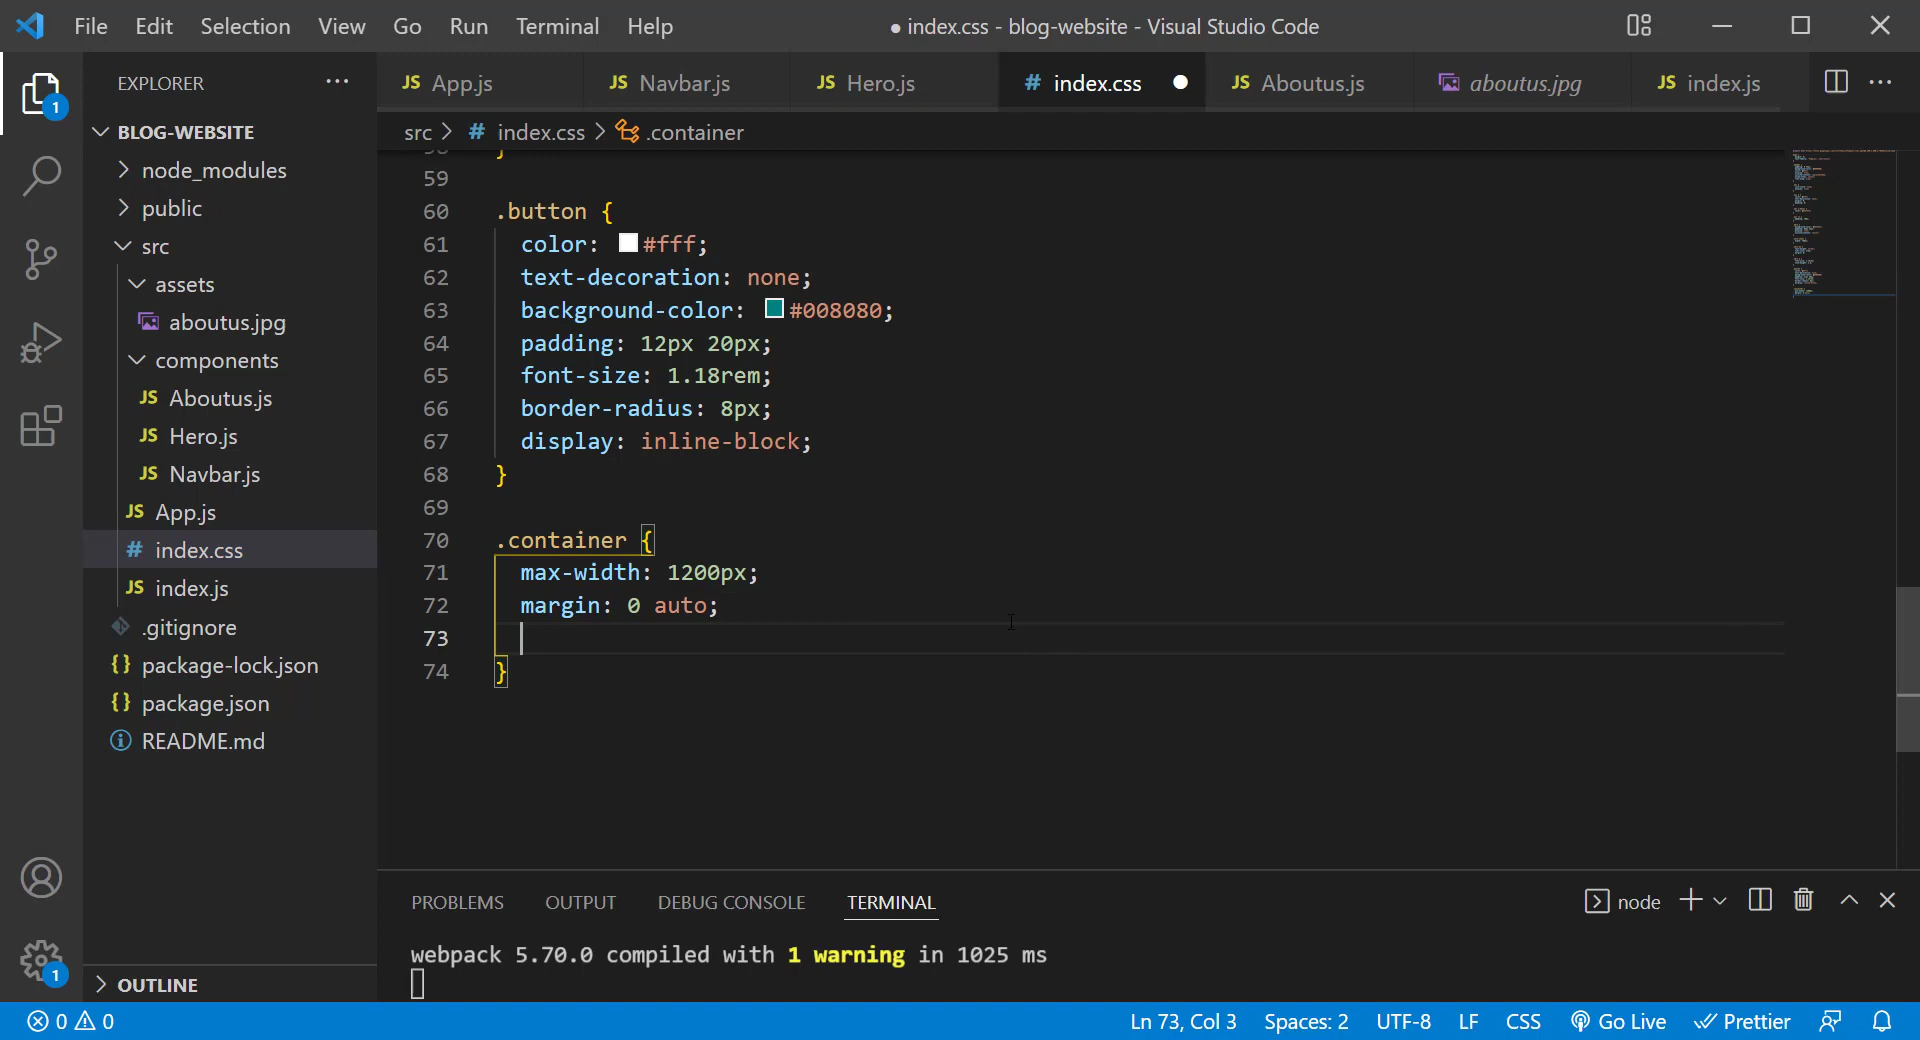 File Edit Selection View Go Run Terminal Help ● index.css - blog-website - Visual Studio Code
EXPLORER ···
JS App.js JS Navbar.js JS Hero.js # index.css JS Aboutus.js aboutus.jpg JS index.js ···
src > # index.css > .container
BLOG-WEBSITE
node_modules
public
src
assets
aboutus.jpg
components
JS Aboutus.js
JS Hero.js
JS Navbar.js
JS App.js
# index.css
JS index.js
.gitignore
{} package-lock.json
{} package.json
README.md
OUTLINE
1
1
59
60 .button {
61 color: #fff;
62 text-decoration: none;
63 background-color: #008080;
64 padding: 12px 20px;
65 font-size: 1.18rem;
66 border-radius: 8px;
67 display: inline-block;
68 }
69
70 .container {
71 max-width: 1200px;
72 margin: 0 auto;
73
74 }
PROBLEMS OUTPUT DEBUG CONSOLE TERMINAL node
webpack 5.70.0 compiled with 1 warning in 1025 ms
0 0 Ln 73, Col 3 Spaces: 2 UTF-8 LF CSS Go Live Prettier